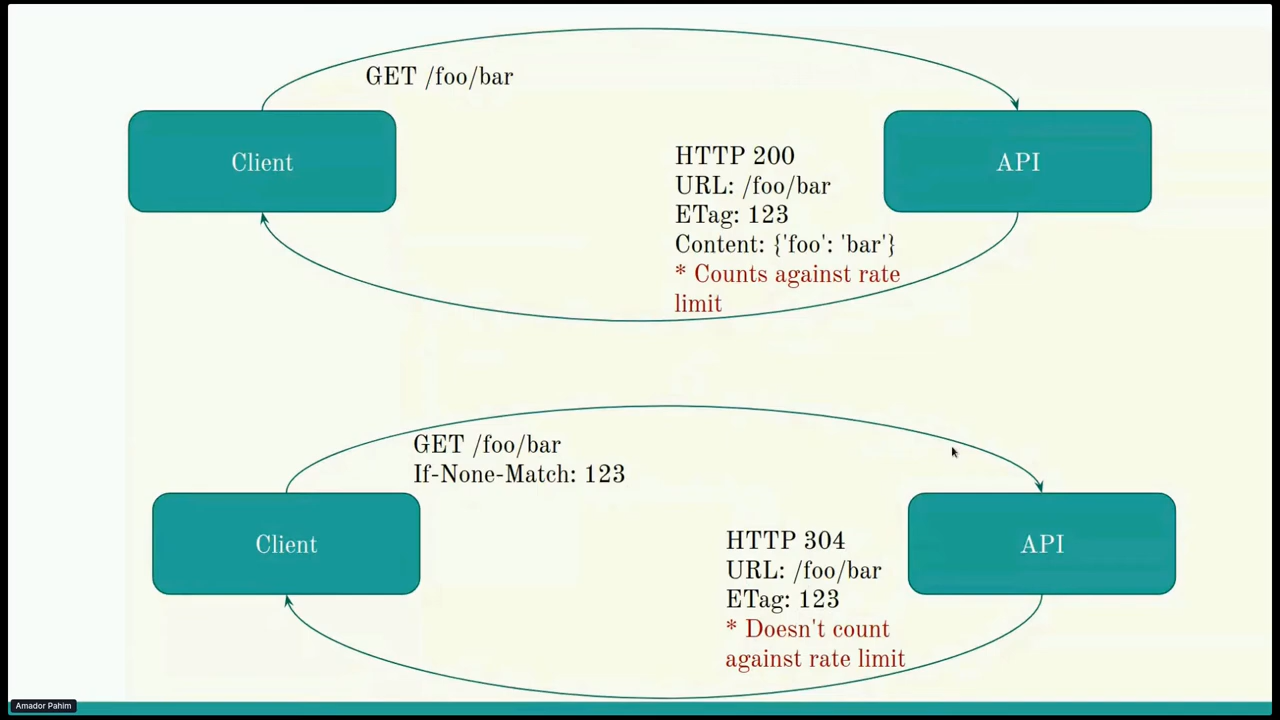 GET /foo/bar
Client
API
HTTP 200
URL: /foo/bar
ETag: 123
Content: {'foo': 'bar'}
* Counts against rate
limit
GET /foo/bar
If-None-Match: 123
Client
API
HTTP 304
URL: /foo/bar
ETag: 123
* Doesn't count
against rate limit
Amador Pahim